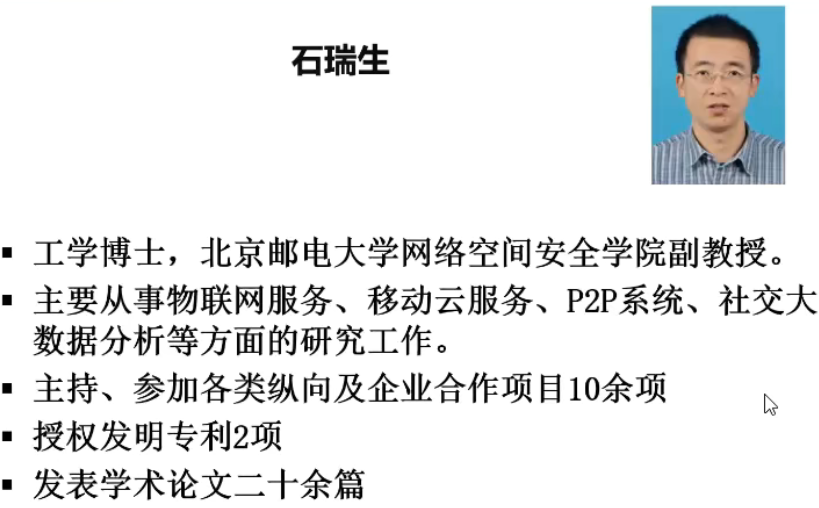 石瑞生
▪ 工学博士，北京邮电大学网络空间安全学院副教授。
▪ 主要从事物联网服务、移动云服务、P2P系统、社交大
数据分析等方面的研究工作。
▪ 主持、参加各类纵向及企业合作项目10余项
▪ 授权发明专利2项
▪ 发表学术论文二十余篇